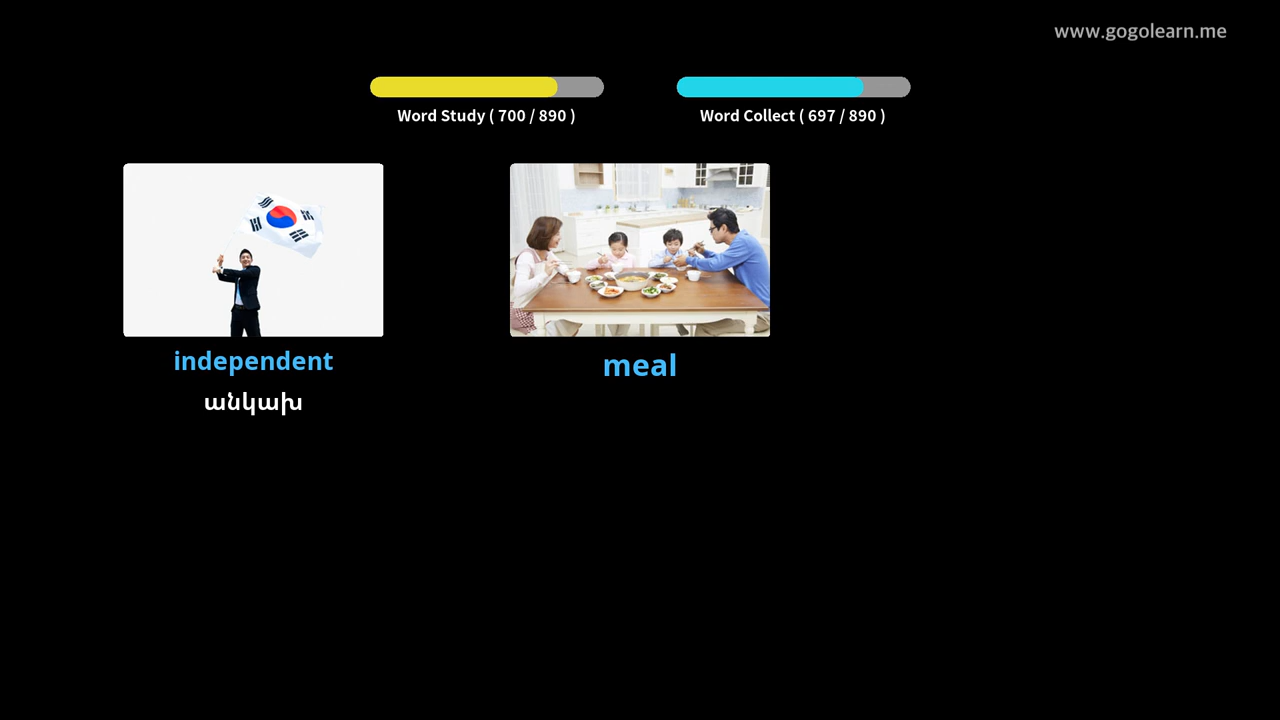 www.gogolearn.me
Word Study ( 700 / 890 )
Word Collect ( 697 / 890 )
independent
անկախ
meal